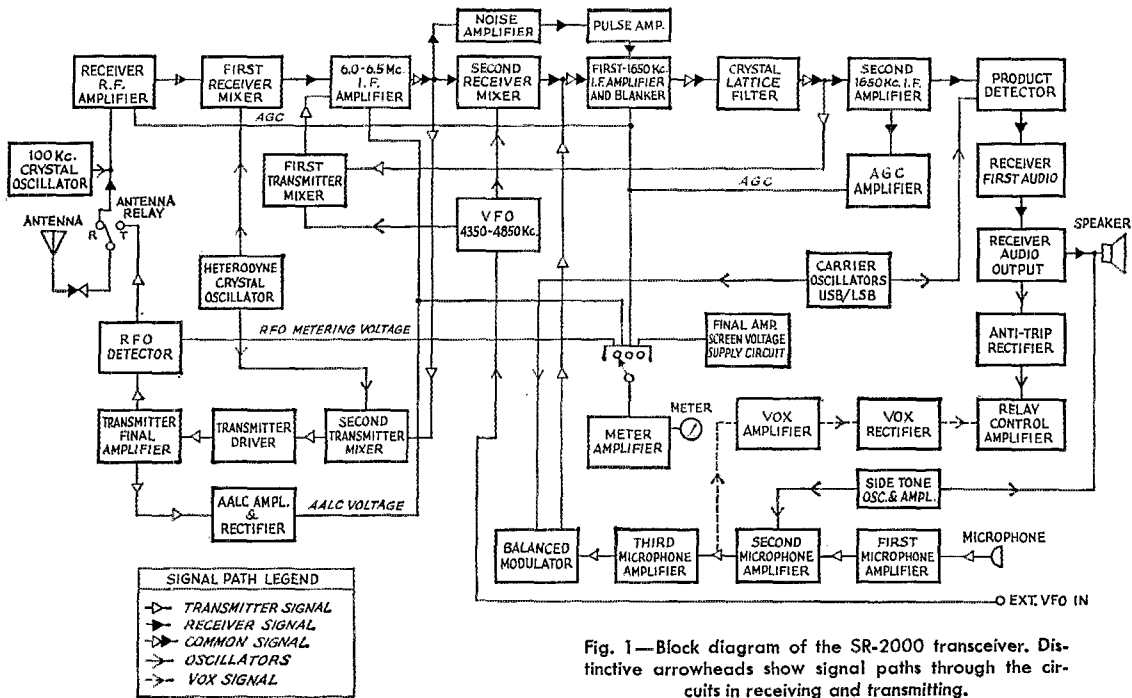 NOISE
AMPLIFIER
PULSE AMP.
RECEIVER
R.F.
AMPLIFIER
FIRST
RECEIVER
MIXER
6.0-6.5 Mc.
I.F.
AMPLIFIER
SECOND
RECEIVER
MIXER
FIRST-1650 Kc.
I.F. AMPLIFIER
AND BLANKER
CRYSTAL
LATTICE
FILTER
SECOND
1650 Kc. I.F.
AMPLIFIER
PRODUCT
DETECTOR
AGC
100 Kc.
CRYSTAL
OSCILLATOR
FIRST
TRANSMITTER
MIXER
AGC
AGC
AMPLIFIER
RECEIVER
FIRST AUDIO
ANTENNA
ANTENNA
RELAY
R
T
VFO
4350-4850 Kc.
SPEAKER
HETERODYNE
CRYSTAL
OSCILLATOR
CARRIER
OSCILLATORS
USB/LSB
RECEIVER
AUDIO
OUTPUT
RFO
DETECTOR
RFO METERING VOLTAGE
FINAL AMP.
SCREEN VOLTAGE
SUPPLY CIRCUIT
ANTI-TRIP
RECTIFIER
TRANSMITTER
FINAL
AMPLIFIER
TRANSMITTER
DRIVER
SECOND
TRANSMITTER
MIXER
METER
AMPLIFIER
METER
VOX
AMPLIFIER
VOX
RECTIFIER
RELAY
CONTROL
AMPLIFIER
AALC AMPL.
&
RECTIFIER
AALC VOLTAGE
SIDE TONE
OSC. & AMPL.
BALANCED
MODULATOR
THIRD
MICROPHONE
AMPLIFIER
SECOND
MICROPHONE
AMPLIFIER
FIRST
MICROPHONE
AMPLIFIER
MICROPHONE
EXT. VFO IN
SIGNAL PATH LEGEND
TRANSMITTER SIGNAL
RECEIVER SIGNAL
COMMON SIGNAL
OSCILLATORS
VOX SIGNAL
Fig. 1—Block diagram of the SR-2000 transceiver. Dis-
tinctive arrowheads show signal paths through the cir-
cuits in receiving and transmitting.